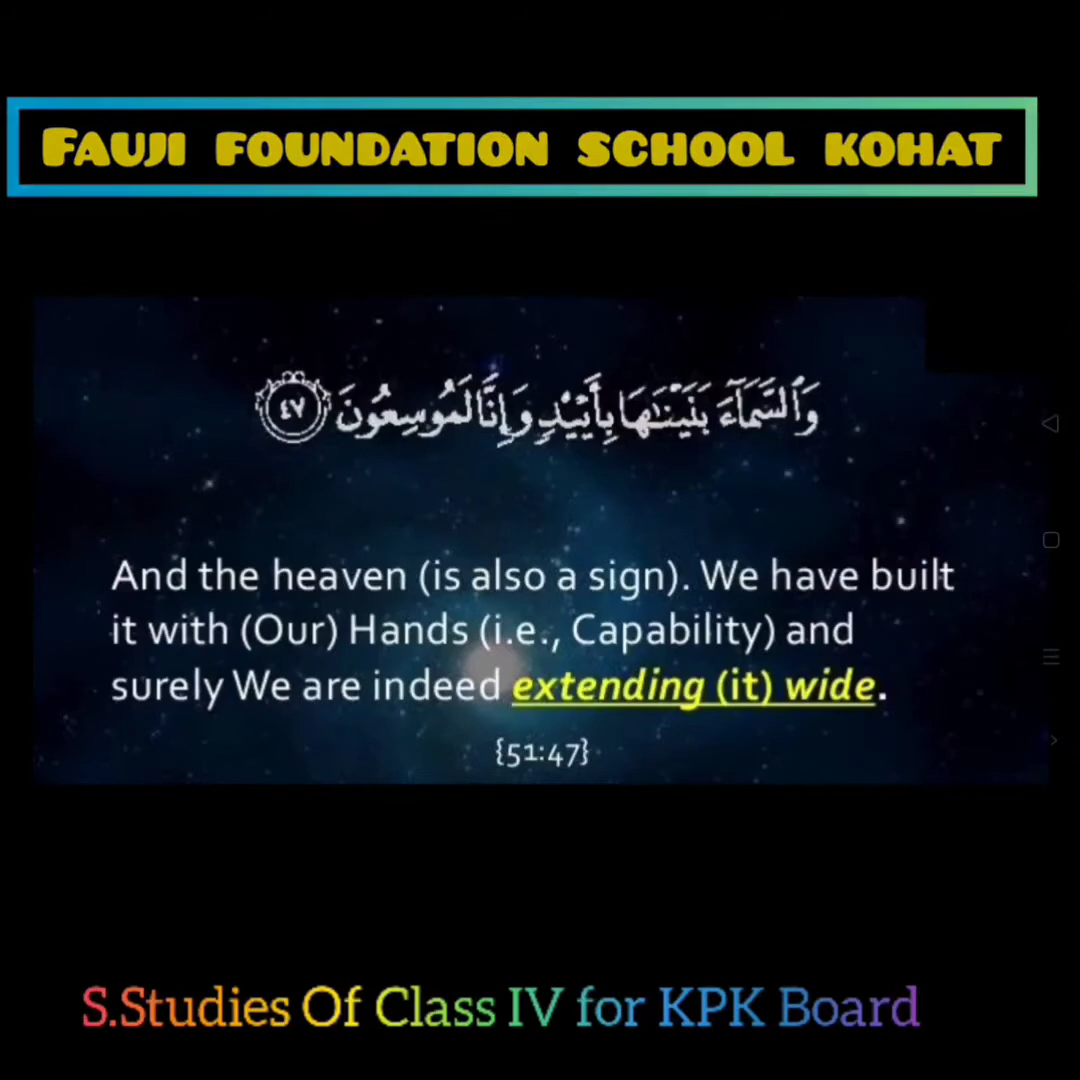 FAUJI FOUNDATION SCHOOL KOHAT
وَٱلسَّمَآءَ بَنَيْنَٰهَا بِأَيْيْدٍ وَإِنَّا لَمُوسِعُونَ ٤٧
And the heaven (is also a sign). We have built
it with (Our) Hands (i.e., Capability) and
surely We are indeed extending (it) wide.
{51:47}
S.Studies Of Class IV for KPK Board